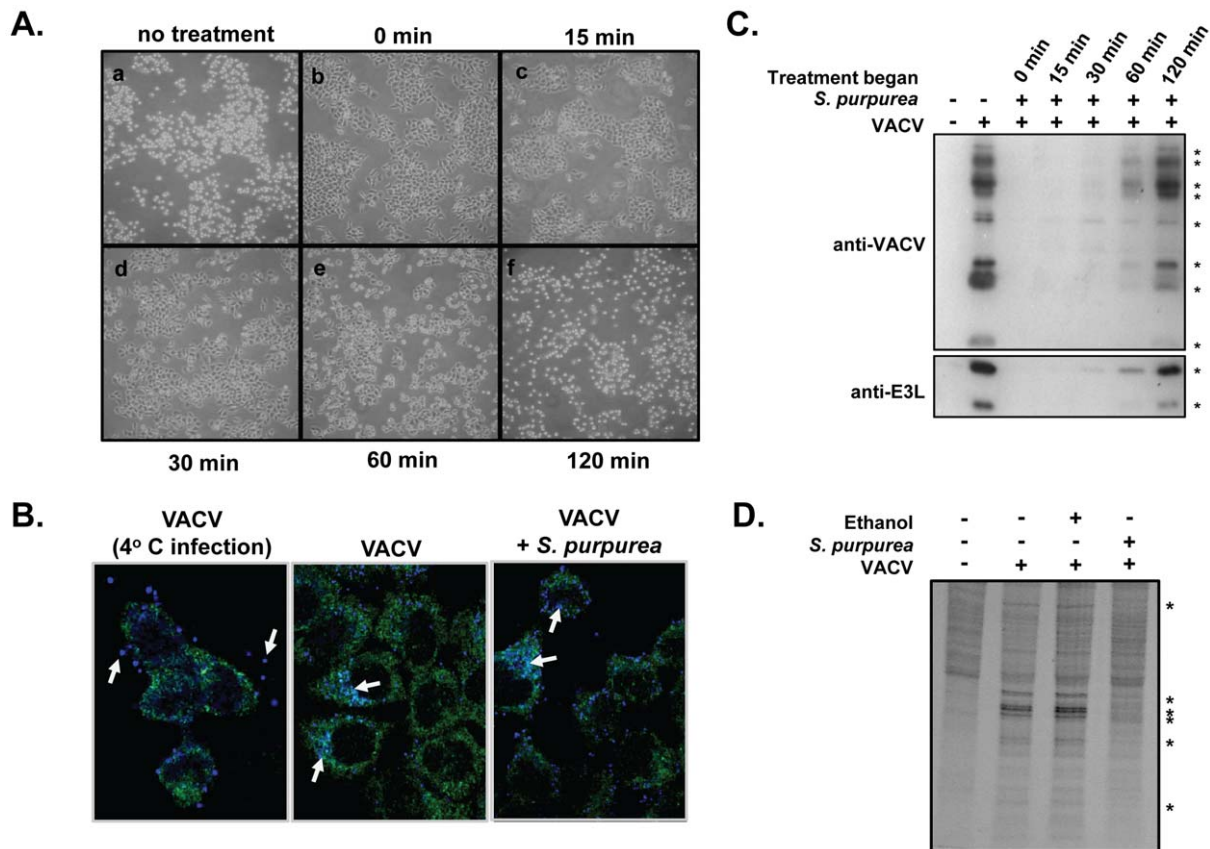 A.
no treatment 0 min 15 min
a b c
d e f
30 min 60 min 120 min
B.
VACV
(4º C infection)
VACV
VACV
+ S. purpurea
C.
0 min 15 min 30 min 60 min 120 min
Treatment began
S. purpurea - - + + + + +
VACV - + + + + + +
anti-VACV
*
*
*
*
*
*
*
*
anti-E3L
*
*
D.
Ethanol - - + -
S. purpurea - - - +
VACV - + + +
*
*
*
*
*
*